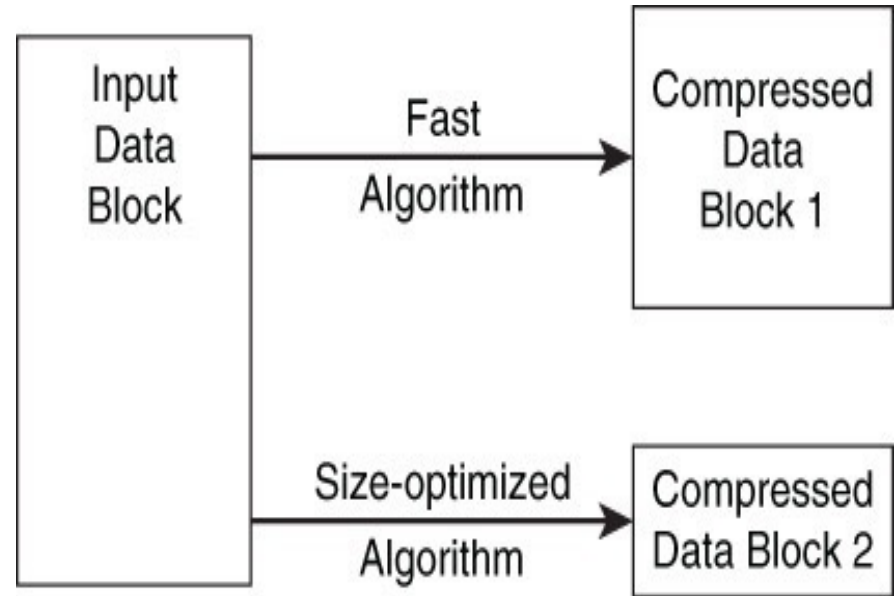 Input
Data
Block
Fast
Algorithm
Compressed
Data
Block 1
Size-optimized
Algorithm
Compressed
Data Block 2